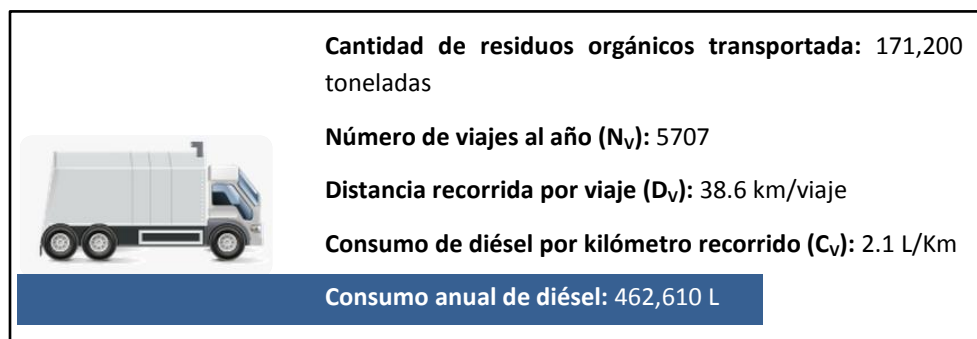 Cantidad de residuos orgánicos transportada: 171,200
toneladas
Número de viajes al año (NV): 5707
Distancia recorrida por viaje (DV): 38.6 km/viaje
Consumo de diésel por kilómetro recorrido (CV): 2.1 L/Km
Consumo anual de diésel: 462,610 L